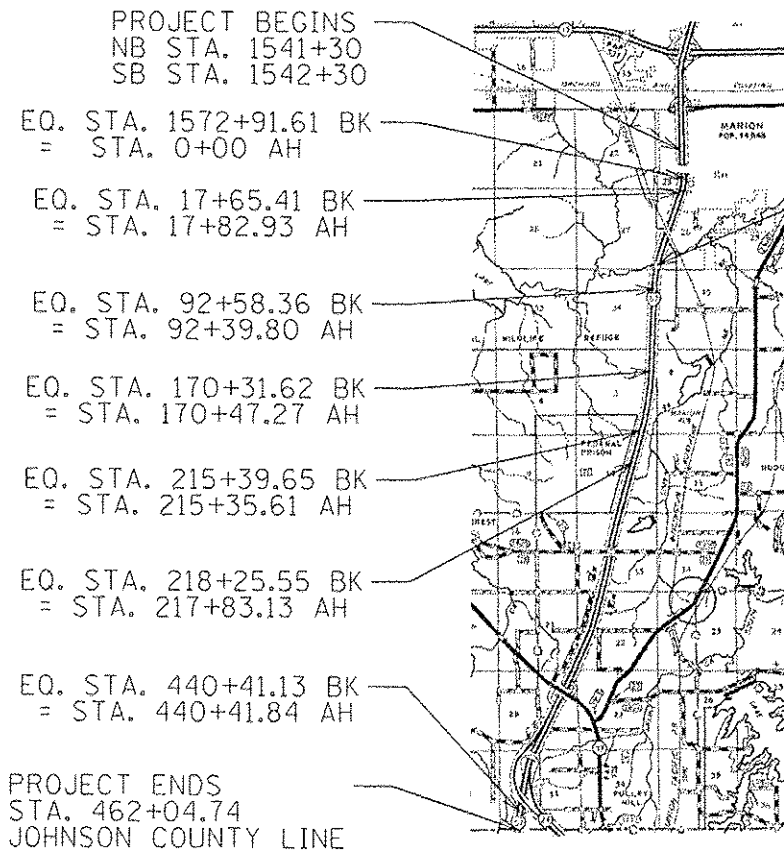 PROJECT BEGINS
NB STA. 1541+30
SB STA. 1542+30
EQ. STA. 1572+91.61 BK
= STA. 0+00 AH
EQ. STA. 17+65.41 BK
= STA. 17+82.93 AH
EQ. STA. 92+58.36 BK
= STA. 92+39.80 AH
EQ. STA. 170+31.62 BK
= STA. 170+47.27 AH
EQ. STA. 215+39.65 BK
= STA. 215+35.61 AH
EQ. STA. 218+25.55 BK
= STA. 217+83.13 AH
EQ. STA. 440+41.13 BK
= STA. 440+41.84 AH
PROJECT ENDS
STA. 462+04.74
JOHNSON COUNTY LINE
MARION
WILDLIFE REFUGE
FEDERAL
PRISON
PULLEY
HILL